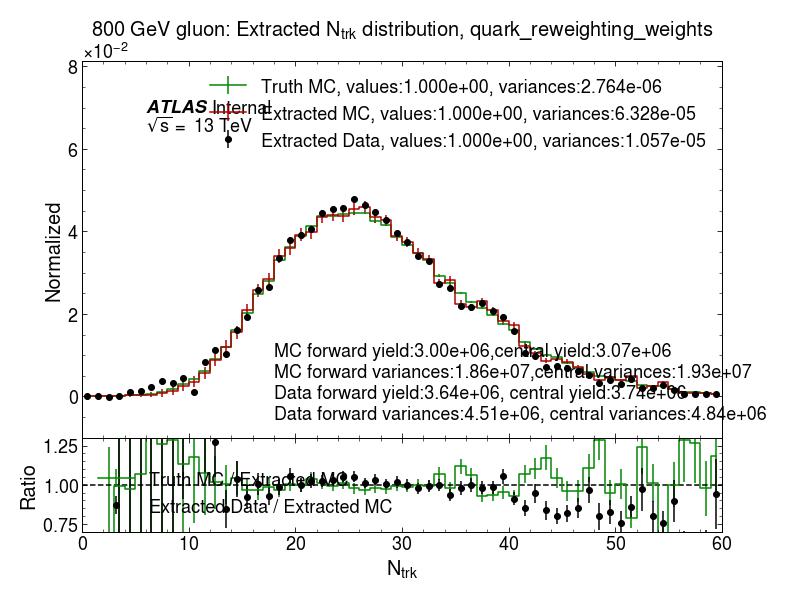 800 GeV gluon: Extracted Ntrk distribution, quark_reweighting_weights
×10−2
8
6
4
2
0
Normalized
ATLAS Internal
√s = 13 TeV
Truth MC, values:1.000e+00, variances:2.764e-06
Extracted MC, values:1.000e+00, variances:6.328e-05
Extracted Data, values:1.000e+00, variances:1.057e-05
MC forward yield:3.00e+06,central yield:3.07e+06
MC forward variances:1.86e+07,central variances:1.93e+07
Data forward yield:3.64e+06, central yield:3.74e+06
Data forward variances:4.51e+06, central variances:4.84e+06
1.25
1.00
0.75
Ratio
Truth MC / Extracted MC
Extracted Data / Extracted MC
0 10 20 30 40 50 60
Ntrk